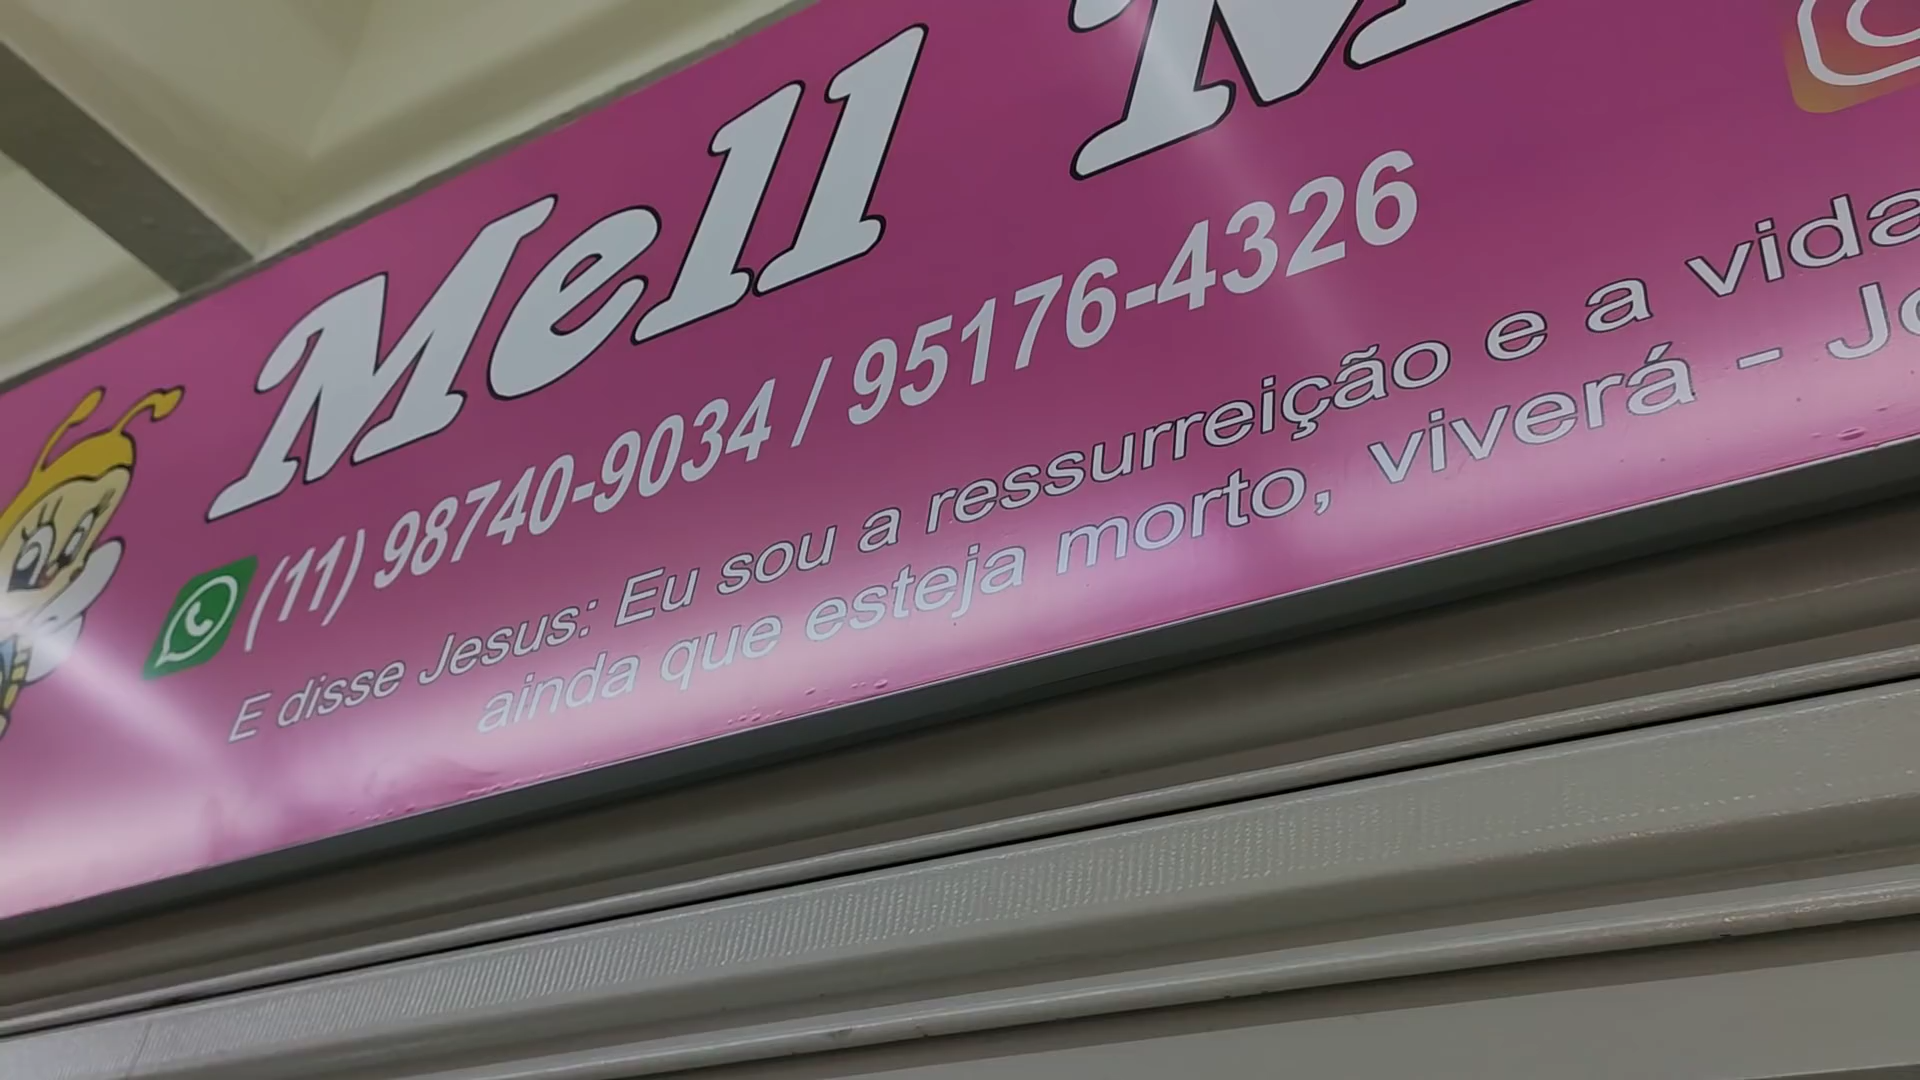 Mell
(11) 98740-9034 / 95176-4326
E disse Jesus: Eu sou a ressurreição e a vida
ainda que esteja morto, viverá -